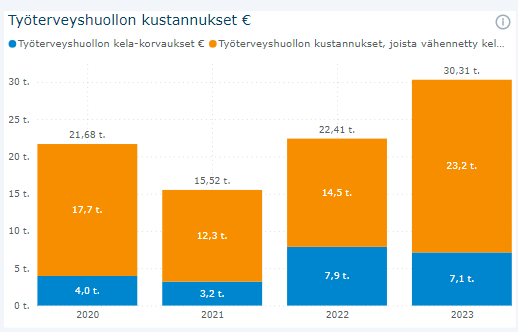 Työterveyshuollon kustannukset €
Työterveyshuollon kela-korvaukset € Työterveyshuollon kustannukset, joista vähennetty kel...
30 t.
25 t.
20 t.
15 t.
10 t.
5 t.
0 t.
21,68 t.
17,7 t.
4,0 t.
15,52 t.
12,3 t.
3,2 t.
22,41 t.
14,5 t.
7,9 t.
30,31 t.
23,2 t.
7,1 t.
2020 2021 2022 2023